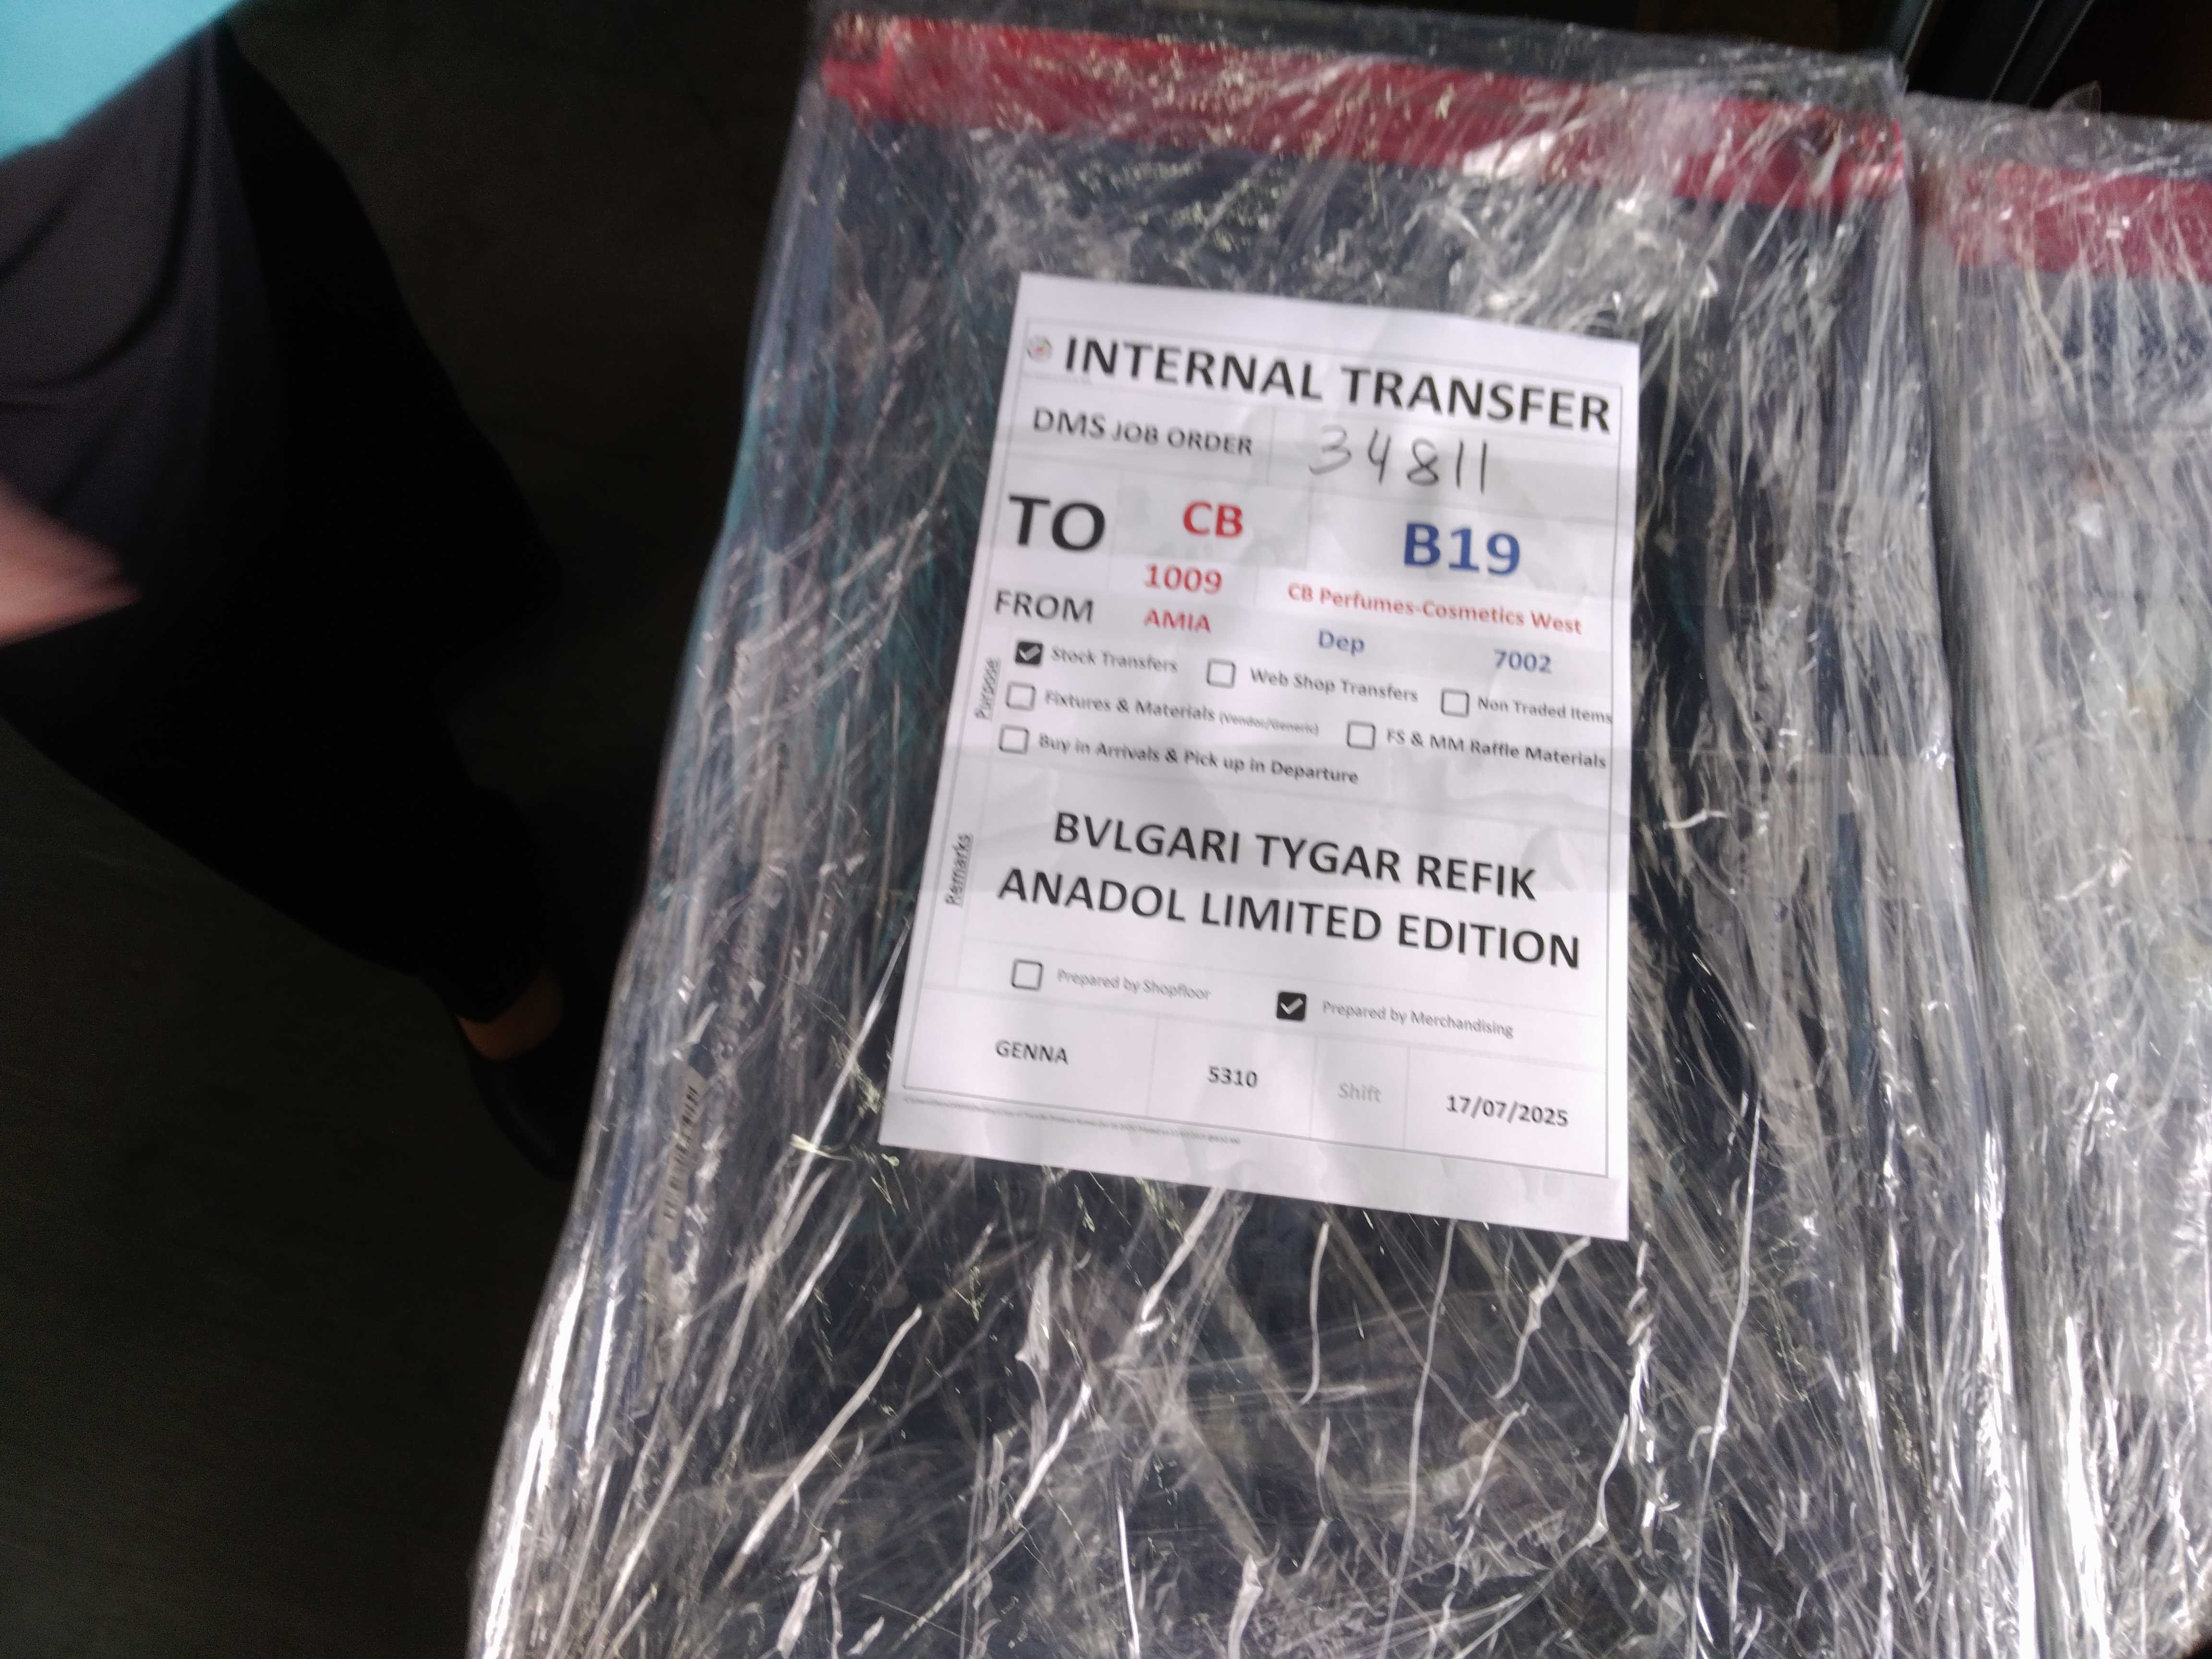 INTERNAL TRANSFER
DMS JOB ORDER 34811
TO CB B19
1009 CB Perfumes-Cosmetics West
FROM AMIA Dep 7002
Purpose
Stock Transfers Web Shop Transfers Non Traded Items
Fixtures & Materials (Vendor/Generic) FS & MM Raffle Materials
Buy in Arrivals & Pick up in Departure
Remarks
BVLGARI TYGAR REFIK
ANADOL LIMITED EDITION
Prepared by Shopfloor Prepared by Merchandising
GENNA 5310 Shift 17/07/2025